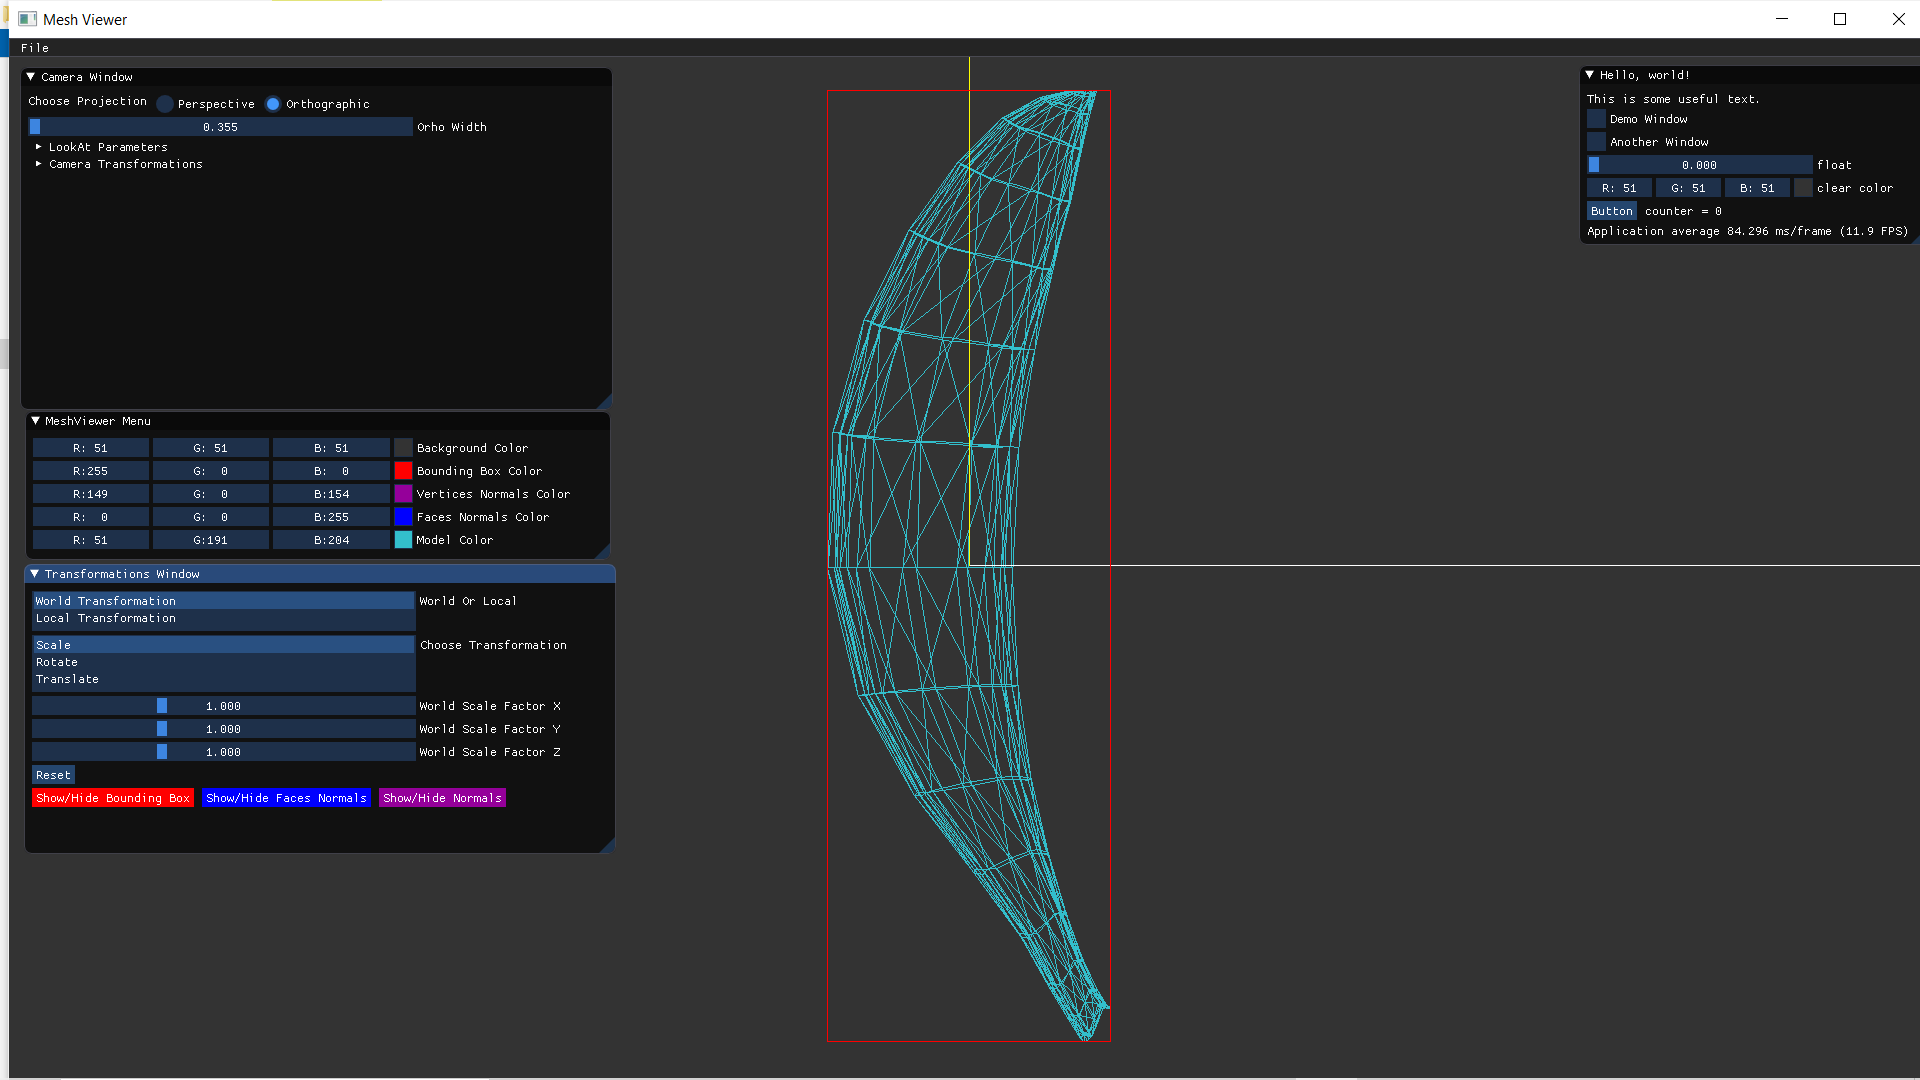 Mesh Viewer
File
Camera Window
Choose Projection Perspective Orthographic
0.355 Orho Width
LookAt Parameters
Camera Transformations
MeshViewer Menu
R: 51 G: 51 B: 51 Background Color
R:255 G: 0 B: 0 Bounding Box Color
R:149 G: 0 B:154 Vertices Normals Color
R: 0 G: 0 B:255 Faces Normals Color
R: 51 G:191 B:204 Model Color
Transformations Window
World Transformation World Or Local
Local Transformation
Scale Choose Transformation
Rotate
Translate
1.000 World Scale Factor X
1.000 World Scale Factor Y
1.000 World Scale Factor Z
Reset
Show/Hide Bounding Box Show/Hide Faces Normals Show/Hide Normals
Hello, world!
This is some useful text.
Demo Window
Another Window
0.000 float
R: 51 G: 51 B: 51 clear color
Button counter = 0
Application average 84.296 ms/frame (11.9 FPS)